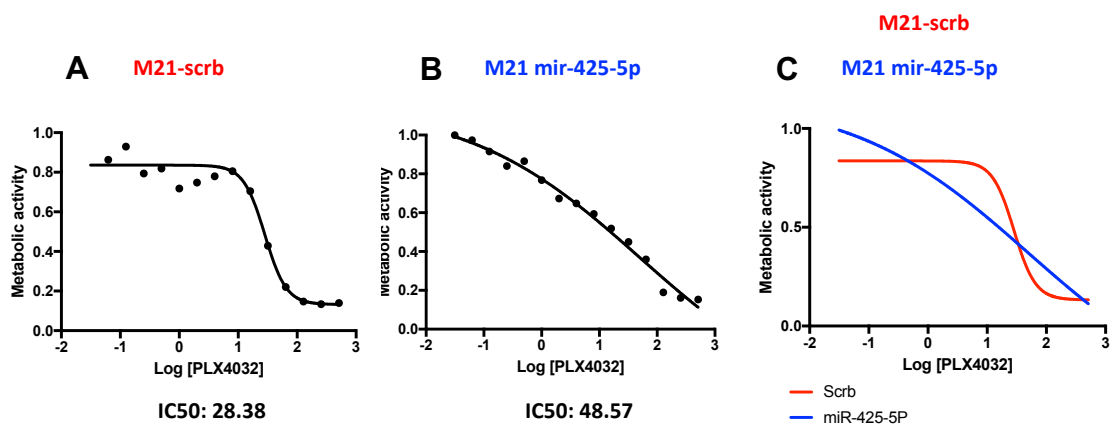 M21-scrb
A M21-scrb
B M21 mir-425-5p
C M21 mir-425-5p
Metabolic activity
1.0
0.8
0.6
0.4
0.2
0.0
-2 -1 0 1 2 3
Log [PLX4032]
IC50: 28.38
Metabolic activity
1.0
0.8
0.6
0.4
0.2
0.0
-2 -1 0 1 2 3
Log [PLX4032]
IC50: 48.57
Metabolic activity
1.0
0.5
0.0
-2 -1 0 1 2 3
Log [PLX4032]
Scrb
miR-425-5P